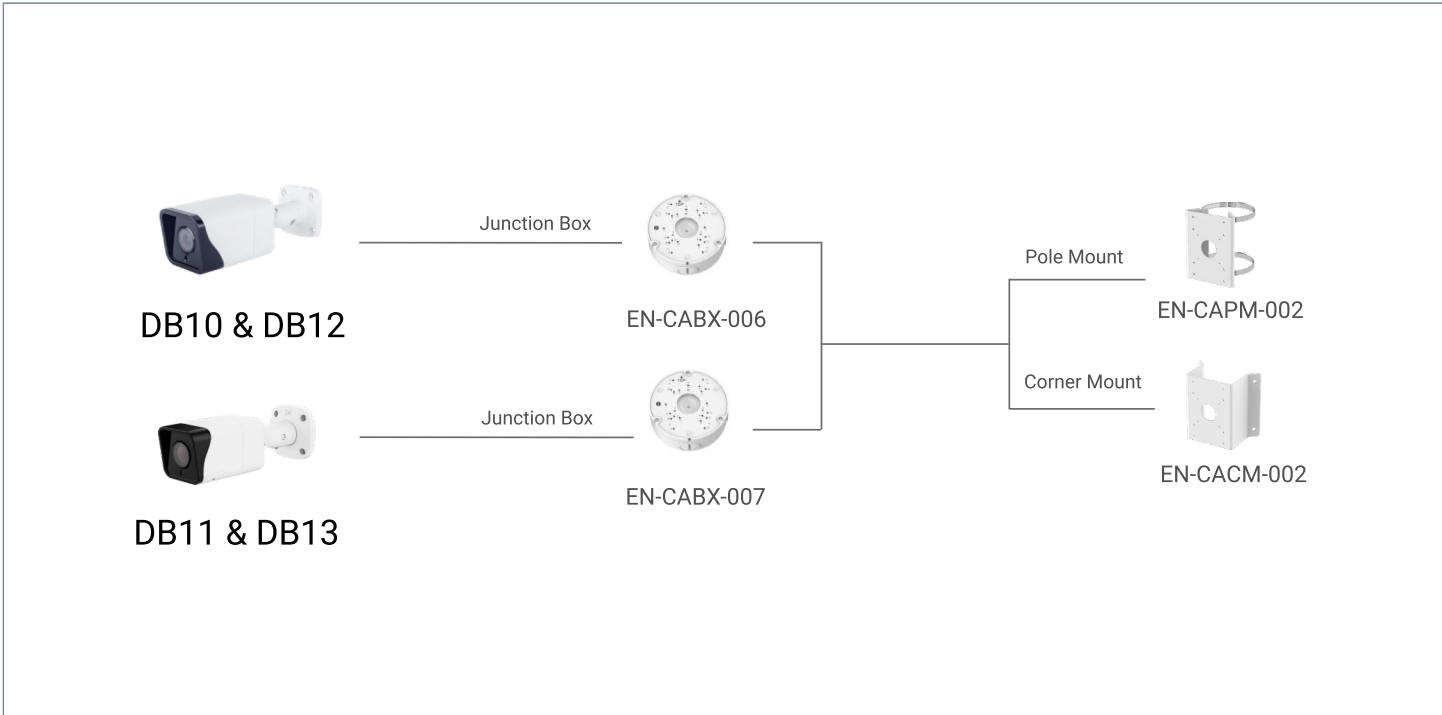 Junction Box
Pole Mount
EN-CAPM-002
DB10 & DB12
EN-CABX-006
Junction Box
Corner Mount
EN-CACM-002
DB11 & DB13
EN-CABX-007